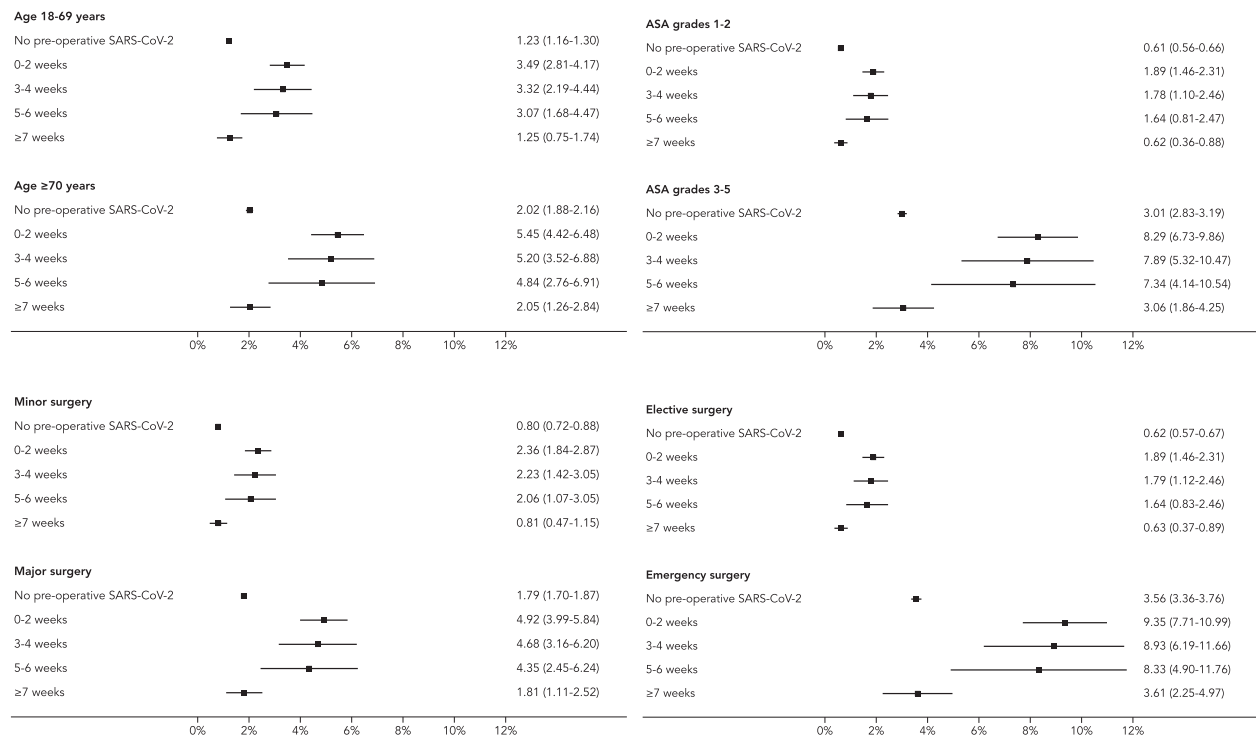 Age 18-69 years
No pre-operative SARS-CoV-2 1.23 (1.16-1.30)
0-2 weeks 3.49 (2.81-4.17)
3-4 weeks 3.32 (2.19-4.44)
5-6 weeks 3.07 (1.68-4.47)
≥7 weeks 1.25 (0.75-1.74)
Age ≥70 years
No pre-operative SARS-CoV-2 2.02 (1.88-2.16)
0-2 weeks 5.45 (4.42-6.48)
3-4 weeks 5.20 (3.52-6.88)
5-6 weeks 4.84 (2.76-6.91)
≥7 weeks 2.05 (1.26-2.84)
0% 2% 4% 6% 8% 10% 12%
ASA grades 1-2
No pre-operative SARS-CoV-2 0.61 (0.56-0.66)
0-2 weeks 1.89 (1.46-2.31)
3-4 weeks 1.78 (1.10-2.46)
5-6 weeks 1.64 (0.81-2.47)
≥7 weeks 0.62 (0.36-0.88)
ASA grades 3-5
No pre-operative SARS-CoV-2 3.01 (2.83-3.19)
0-2 weeks 8.29 (6.73-9.86)
3-4 weeks 7.89 (5.32-10.47)
5-6 weeks 7.34 (4.14-10.54)
≥7 weeks 3.06 (1.86-4.25)
0% 2% 4% 6% 8% 10% 12%
Minor surgery
No pre-operative SARS-CoV-2 0.80 (0.72-0.88)
0-2 weeks 2.36 (1.84-2.87)
3-4 weeks 2.23 (1.42-3.05)
5-6 weeks 2.06 (1.07-3.05)
≥7 weeks 0.81 (0.47-1.15)
Major surgery
No pre-operative SARS-CoV-2 1.79 (1.70-1.87)
0-2 weeks 4.92 (3.99-5.84)
3-4 weeks 4.68 (3.16-6.20)
5-6 weeks 4.35 (2.45-6.24)
≥7 weeks 1.81 (1.11-2.52)
0% 2% 4% 6% 8% 10% 12%
Elective surgery
No pre-operative SARS-CoV-2 0.62 (0.57-0.67)
0-2 weeks 1.89 (1.46-2.31)
3-4 weeks 1.79 (1.12-2.46)
5-6 weeks 1.64 (0.83-2.46)
≥7 weeks 0.63 (0.37-0.89)
Emergency surgery
No pre-operative SARS-CoV-2 3.56 (3.36-3.76)
0-2 weeks 9.35 (7.71-10.99)
3-4 weeks 8.93 (6.19-11.66)
5-6 weeks 8.33 (4.90-11.76)
≥7 weeks 3.61 (2.25-4.97)
0% 2% 4% 6% 8% 10% 12%